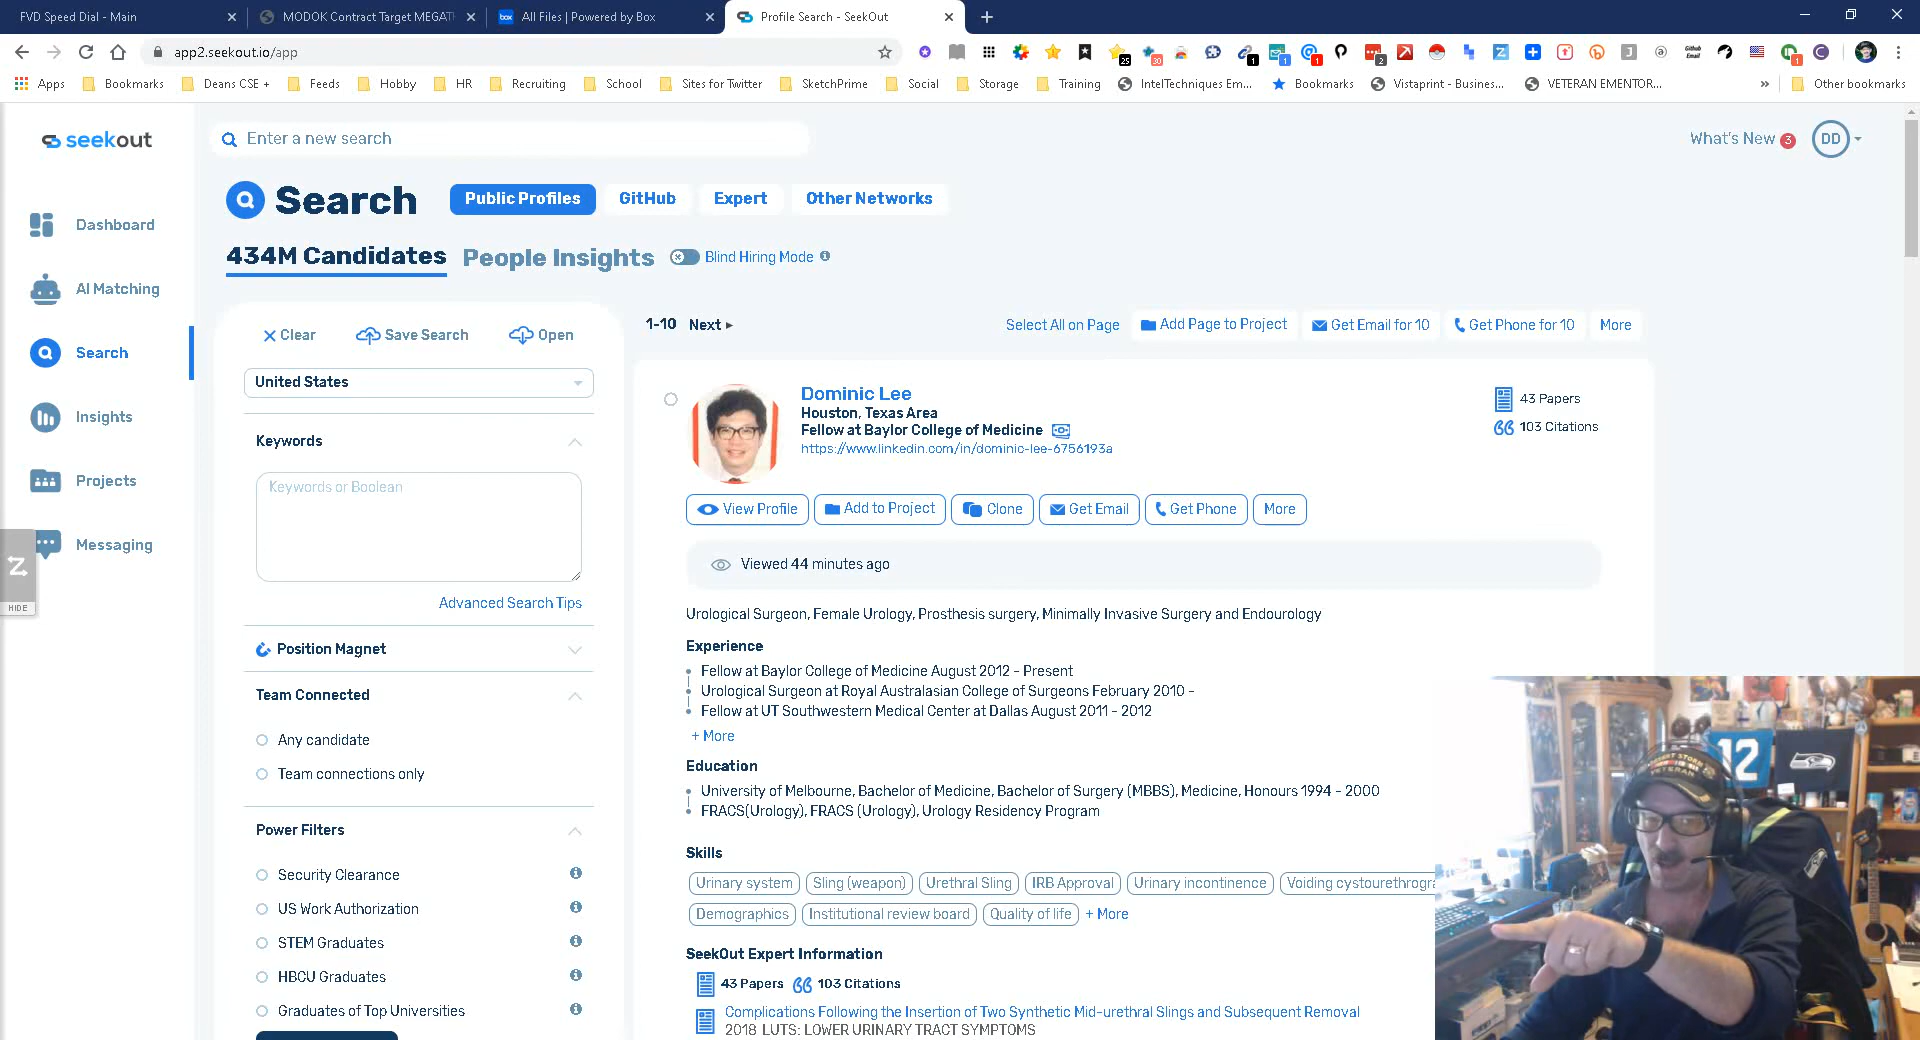 FVD Speed Dial - Main
MODOK Contract Target MEGATH
box All Files | Powered by Box
Profile Search - SeekOut
app2.seekout.io/app
25
30
1
1
1
2
1
Apps Bookmarks Deans CSE + Feeds Hobby HR Recruiting School Sites for Twitter SketchPrime Social Storage Training IntelTechniques Em... Bookmarks Vistaprint - Busines... VETERAN EMENTOR... » Other bookmarks
seekout
Enter a new search
What's New 3 DD
Search
Public Profiles GitHub Expert Other Networks
434M Candidates People Insights Blind Hiring Mode
Dashboard
AI Matching
Search
Insights
Projects
Messaging
HIDE
Clear Save Search Open
United States
Keywords
Keywords or Boolean
Advanced Search Tips
Position Magnet
Team Connected
Any candidate
Team connections only
Power Filters
Security Clearance
US Work Authorization
STEM Graduates
HBCU Graduates
Graduates of Top Universities
1-10 Next ▸
Select All on Page Add Page to Project Get Email for 10 Get Phone for 10 More
Dominic Lee
Houston, Texas Area
Fellow at Baylor College of Medicine
https://www.linkedin.com/in/dominic-lee-6756193a
43 Papers
103 Citations
View Profile Add to Project Clone Get Email Get Phone More
Viewed 44 minutes ago
Urological Surgeon, Female Urology, Prosthesis surgery, Minimally Invasive Surgery and Endourology
Experience
Fellow at Baylor College of Medicine August 2012 - Present
Urological Surgeon at Royal Australasian College of Surgeons February 2010 -
Fellow at UT Southwestern Medical Center at Dallas August 2011 - 2012
+ More
Education
University of Melbourne, Bachelor of Medicine, Bachelor of Surgery (MBBS), Medicine, Honours 1994 - 2000
FRACS(Urology), FRACS (Urology), Urology Residency Program
Skills
Urinary system Sling (weapon) Urethral Sling IRB Approval Urinary incontinence Voiding cystourethrogra
Demographics Institutional review board Quality of life + More
SeekOut Expert Information
43 Papers 103 Citations
Complications Following the Insertion of Two Synthetic Mid-urethral Slings and Subsequent Removal
2018 LUTS: LOWER URINARY TRACT SYMPTOMS
12
VETERAN